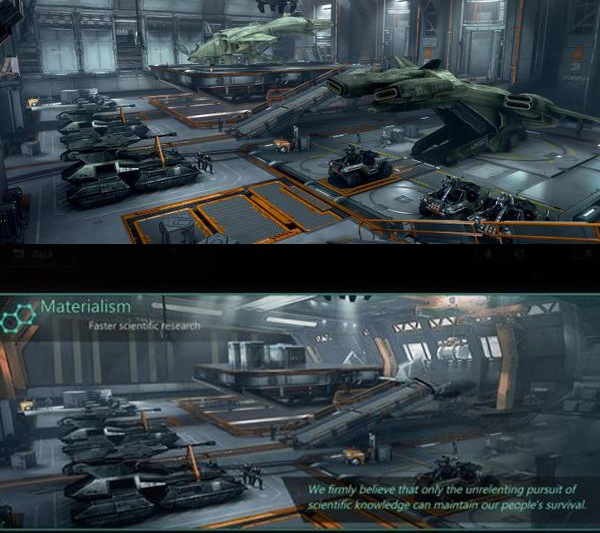 Materialism
Faster scientific research
We firmly believe that only the unrelenting pursuit of
scientific knowledge can maintain our people's survival.